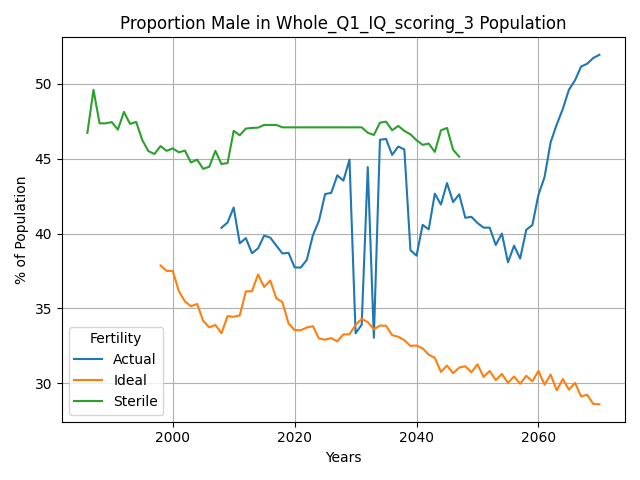 Proportion Male in Whole_Q1_IQ_scoring_3 Population
% of Population
50
45
40
35
30
Fertility
Actual
Ideal
Sterile
2000
2020
2040
2060
Years